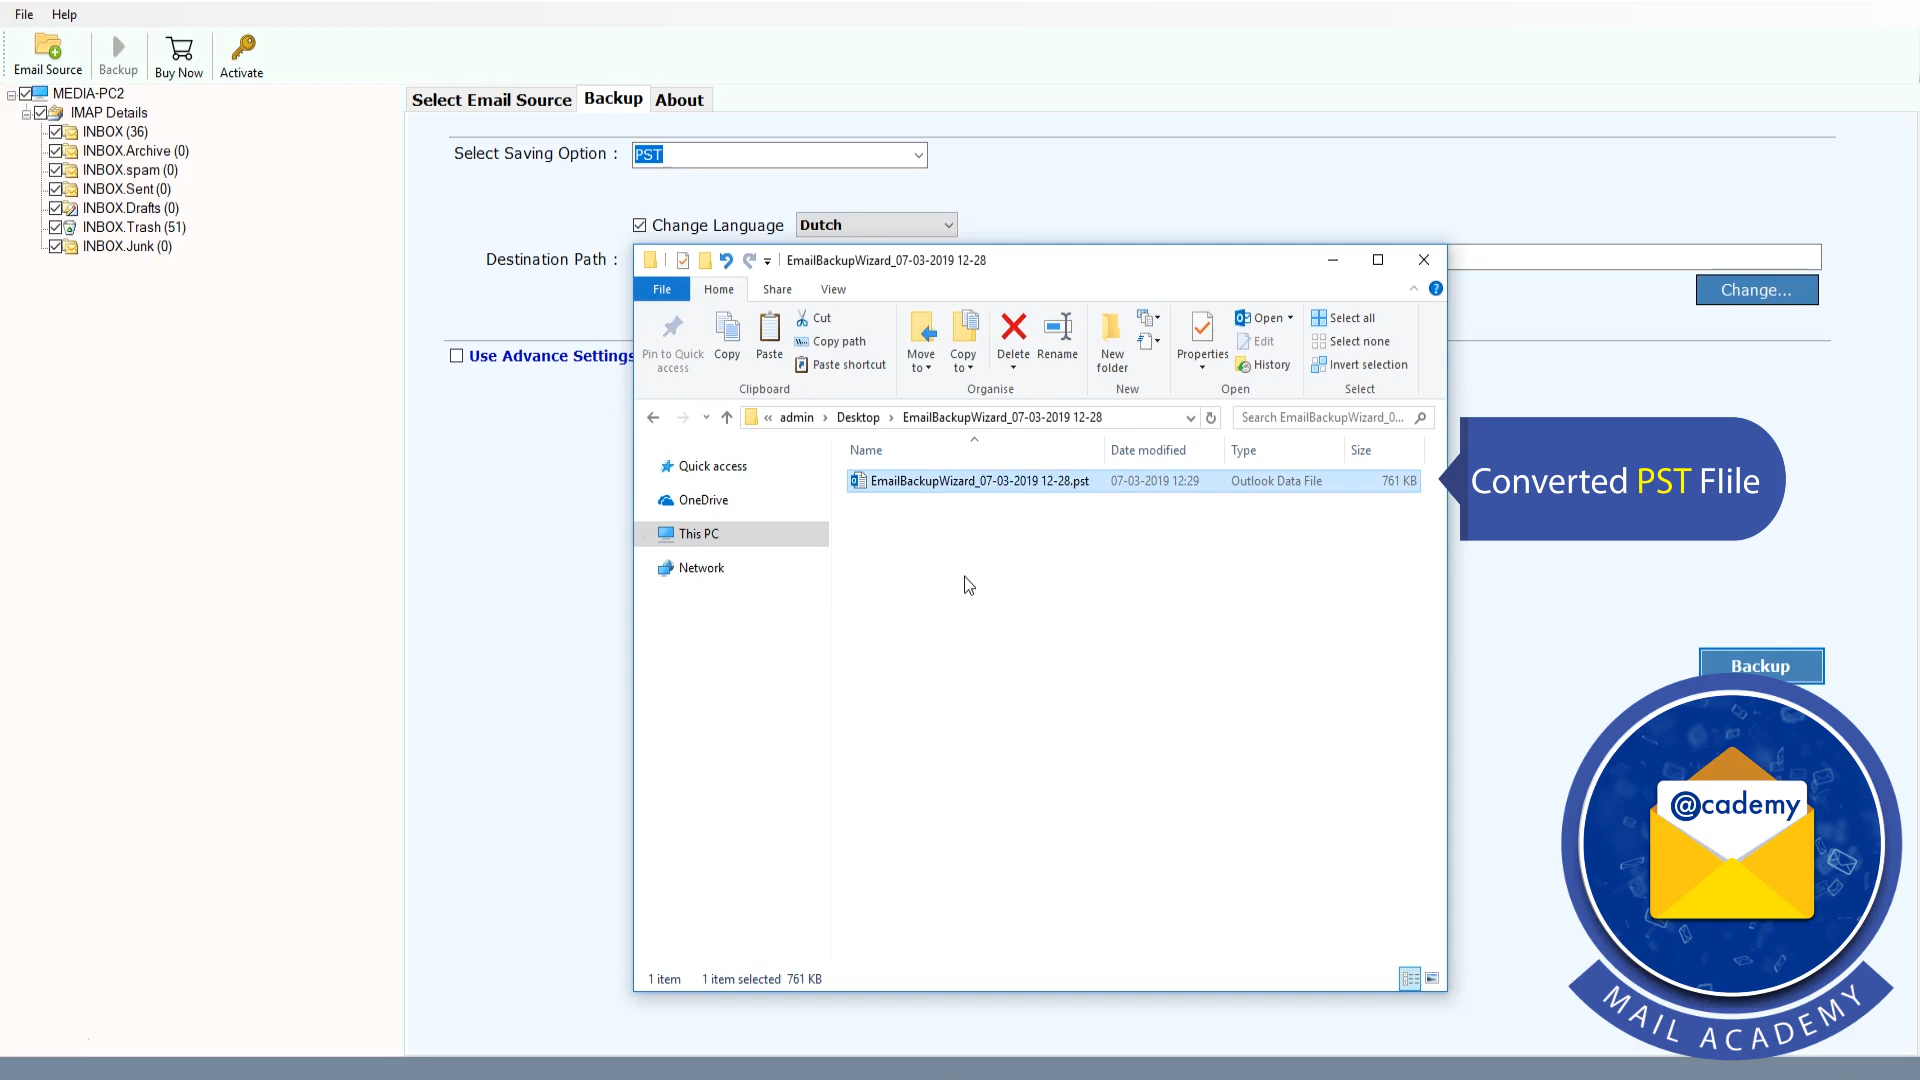 File Help
Email Source Backup Buy Now Activate
MEDIA-PC2
IMAP Details
INBOX (36)
INBOX.Archive (0)
INBOX.spam (0)
INBOX.Sent (0)
INBOX.Drafts (0)
INBOX.Trash (51)
INBOX.Junk (0)
Select Email Source Backup About
Select Saving Option : PST
Change Language Dutch
Destination Path :
Change...
Use Advance Settings
EmailBackupWizard_07-03-2019 12-28
File Home Share View
Pin to Quick access
Copy
Paste
Cut
Copy path
Paste shortcut
Clipboard
Move to
Copy to
Delete
Rename
Organise
New folder
New
Properties
Open
Edit
History
Open
Select all
Select none
Invert selection
Select
« admin > Desktop > EmailBackupWizard_07-03-2019 12-28
Search EmailBackupWizard_0...
Name Date modified Type Size
EmailBackupWizard_07-03-2019 12-28.pst 07-03-2019 12:29 Outlook Data File 761 KB
Quick access
OneDrive
This PC
Network
1 item 1 item selected 761 KB
Converted PST FIile
Backup
@cademy
MAIL ACADEMY